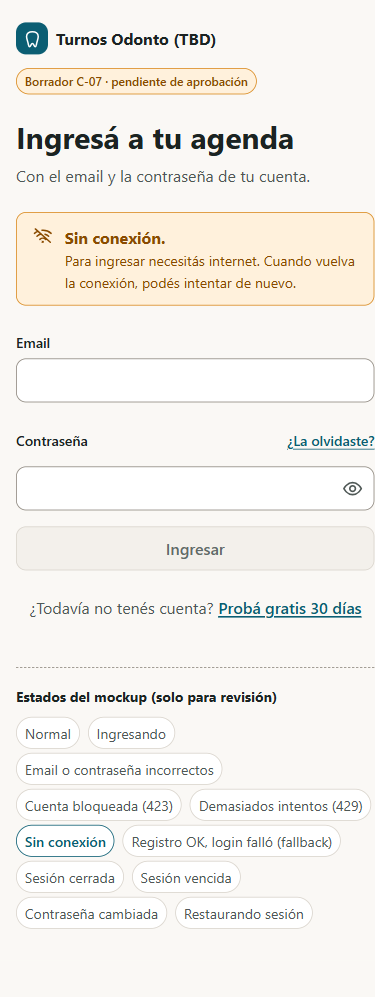 Turnos Odonto (TBD)
Borrador C-07 · pendiente de aprobación
Ingresá a tu agenda
Con el email y la contraseña de tu cuenta.
Sin conexión.
Para ingresar necesitás internet. Cuando vuelva
la conexión, podés intentar de nuevo.
Email
Contraseña ¿La olvidaste?
Ingresar
¿Todavía no tenés cuenta? Probá gratis 30 días
Estados del mockup (solo para revisión)
Normal Ingresando
Email o contraseña incorrectos
Cuenta bloqueada (423) Demasiados intentos (429)
Sin conexión Registro OK, login falló (fallback)
Sesión cerrada Sesión vencida
Contraseña cambiada Restaurando sesión